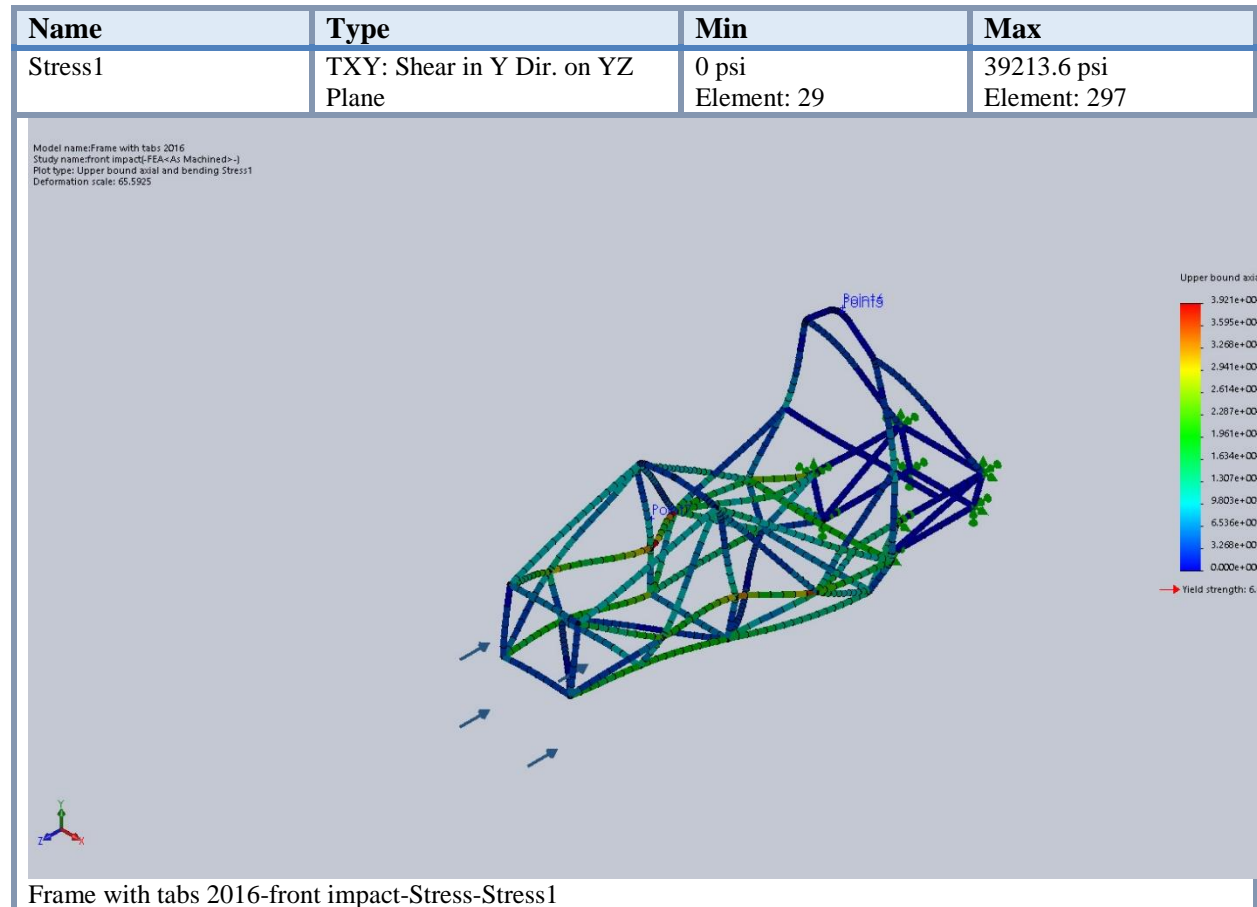 Name Type Min Max
Stress1 TXY: Shear in Y Dir. on YZ Plane 0 psi Element: 29 39213.6 psi Element: 297
Model name:Frame with tabs 2016
Study name:front impact(-FEA<As Machined>-)
Plot type: Upper bound axial and bending Stress1
Deformation scale: 65.5925
Upper bound axia
3.921e+00
3.595e+00
3.268e+00
2.941e+00
2.614e+00
2.287e+00
1.961e+00
1.634e+00
1.307e+00
9.803e+00
6.536e+00
3.268e+00
0.000e+00
Yield strength: 6.
Y
Z
X
Frame with tabs 2016-front impact-Stress-Stress1